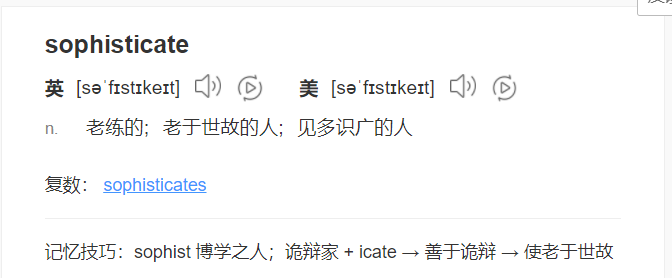 sophisticate
英 [səˈfɪstɪkeɪt] 美 [səˈfɪstɪkeɪt]
n. 老练的；老于世故的人；见多识广的人
复数： sophisticates
记忆技巧：sophist 博学之人；诡辩家 + icate → 善于诡辩 → 使老于世故